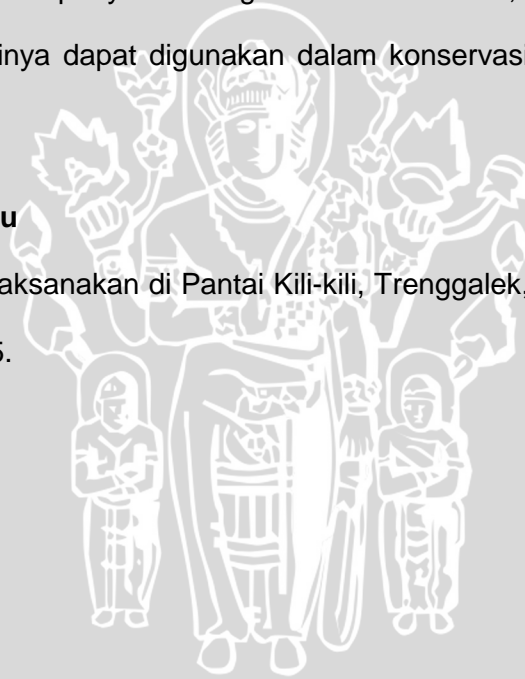 inya dapat digunakan dalam konservasi
u
aksanakan di Pantai Kili-kili, Trenggalek,
5.